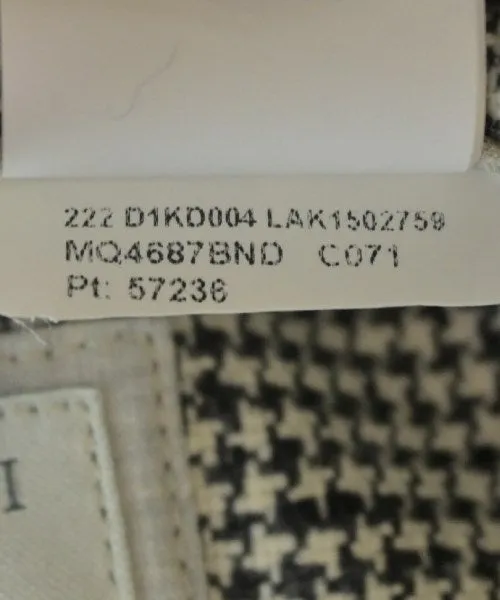 222 D1KD004 LAK1502759
MQ4687BND C071
Pt: 57236
I